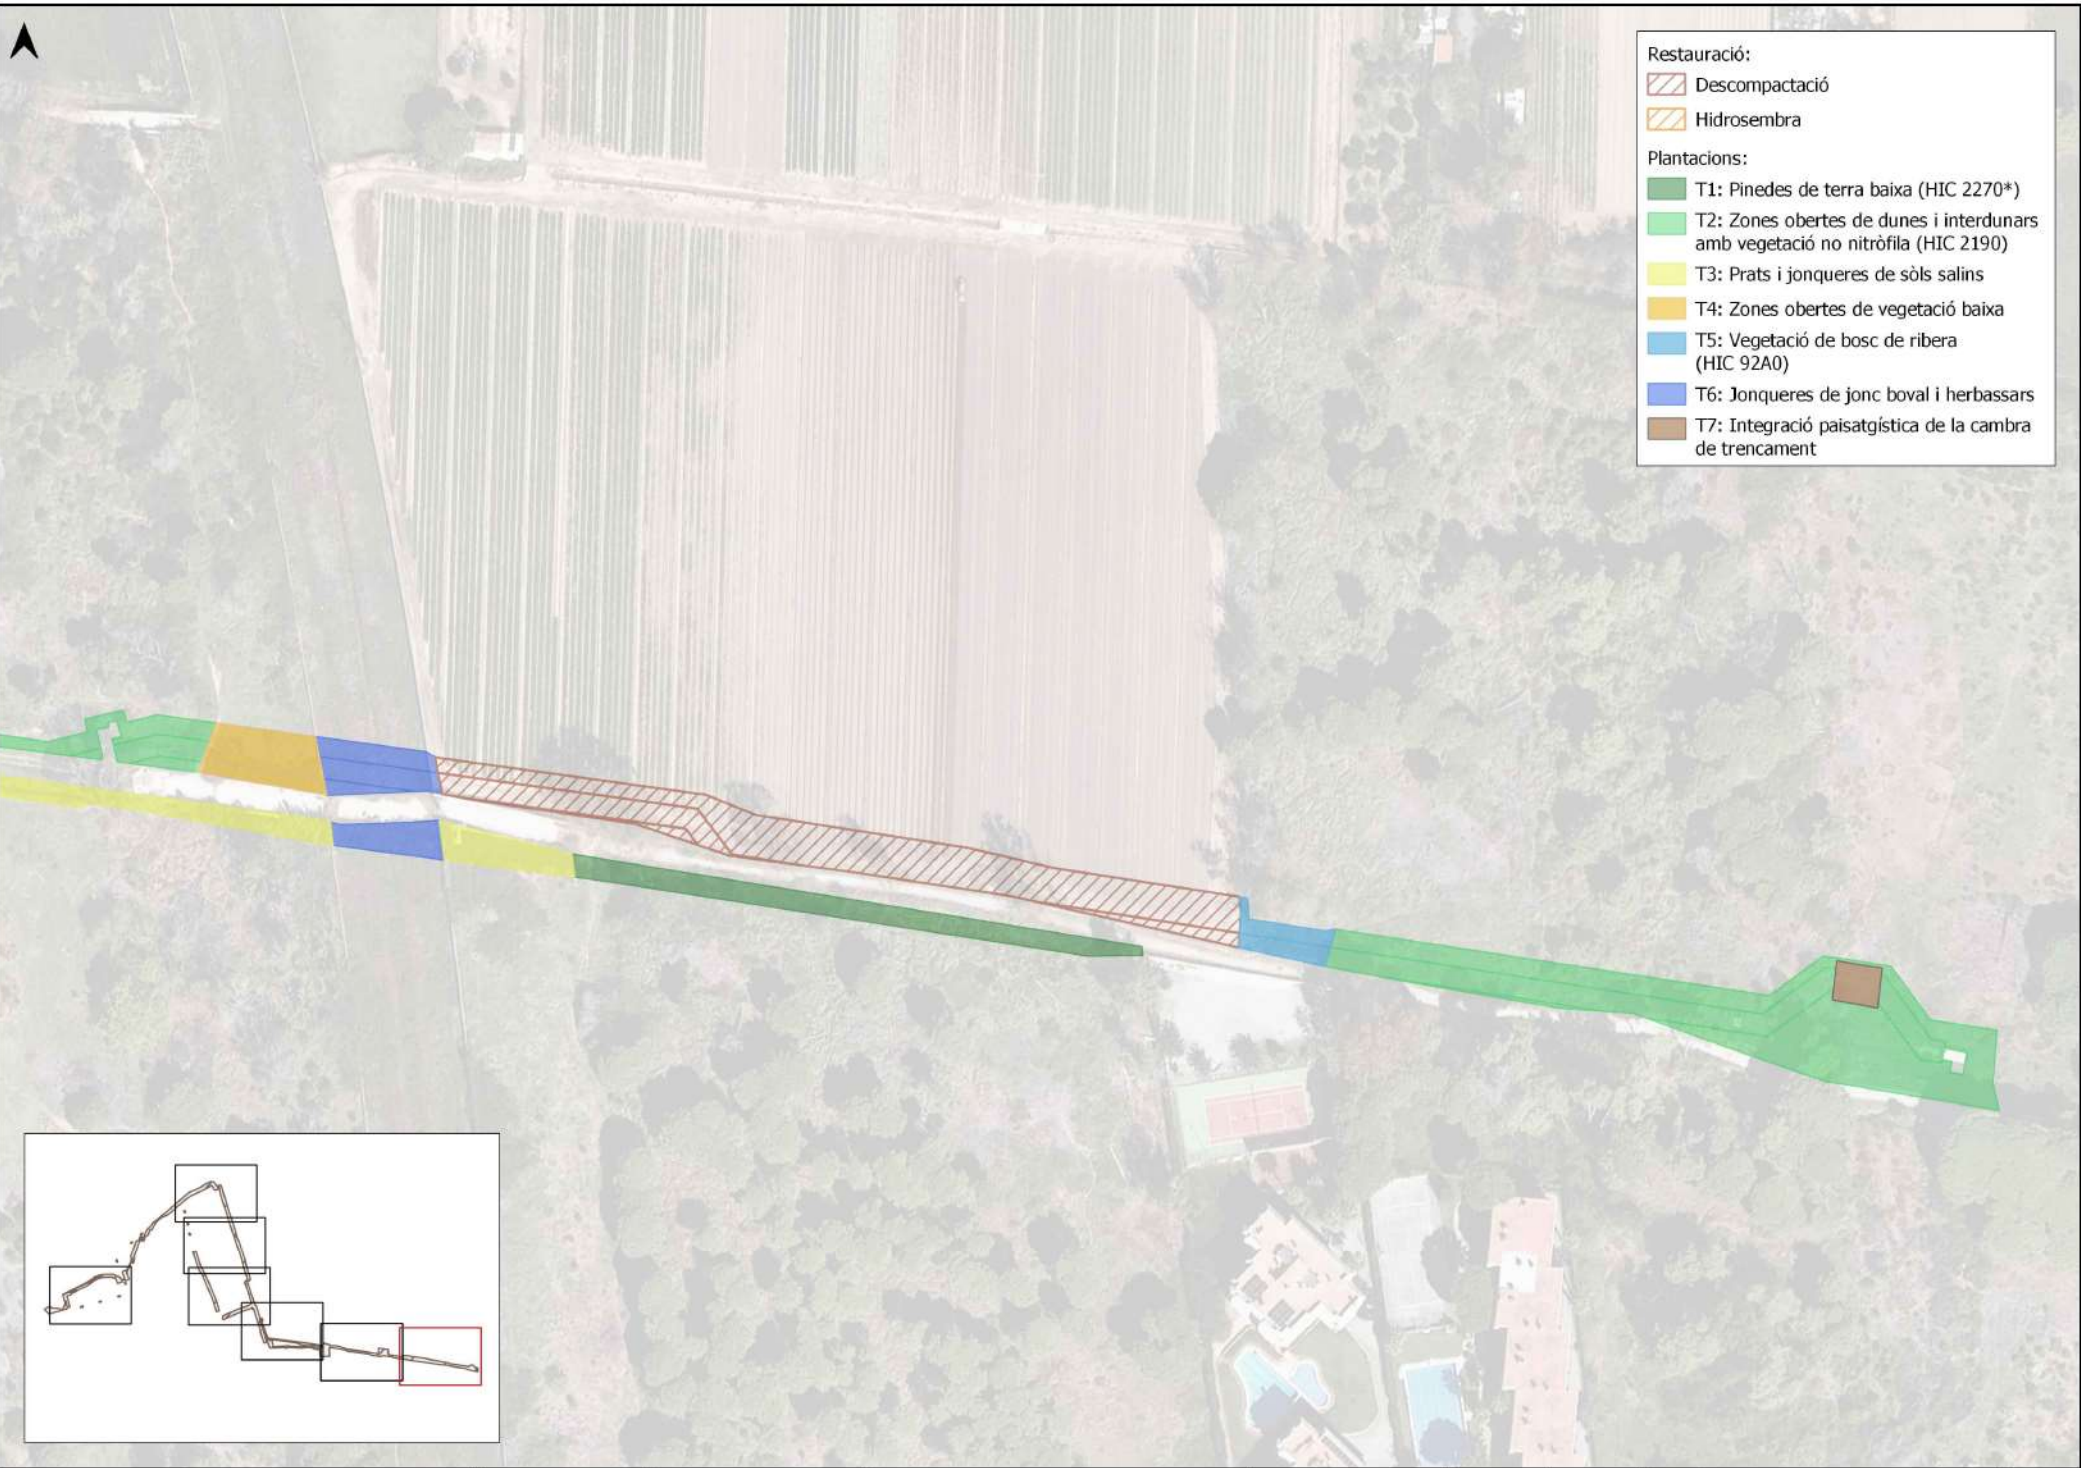 Restauració:
Descompactació
Hidrosembra
Plantacions:
T1: Pinedes de terra baixa (HIC 2270*)
T2: Zones obertes de dunes i interdunars
amb vegetació no nitròfila (HIC 2190)
T3: Prats i jonqueres de sòls salins
T4: Zones obertes de vegetació baixa
T5: Vegetació de bosc de ribera
(HIC 92A0)
T6: Jonqueres de jonc boval i herbassars
T7: Integració paisatgística de la cambra
de trencament